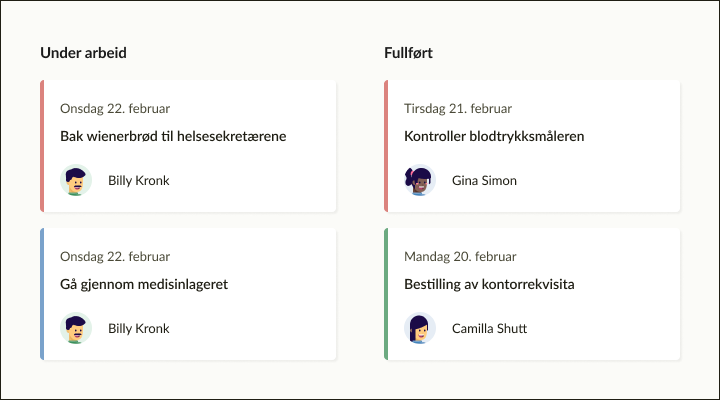 Under arbeid
Onsdag 22. februar
Bak wienerbrød til helsesekretærene
Billy Kronk
Onsdag 22. februar
Gå gjennom medisinlageret
Billy Kronk
Fullført
Tirsdag 21. februar
Kontroller blodtrykksmåleren
Gina Simon
Mandag 20. februar
Bestilling av kontorrekvisita
Camilla Shutt